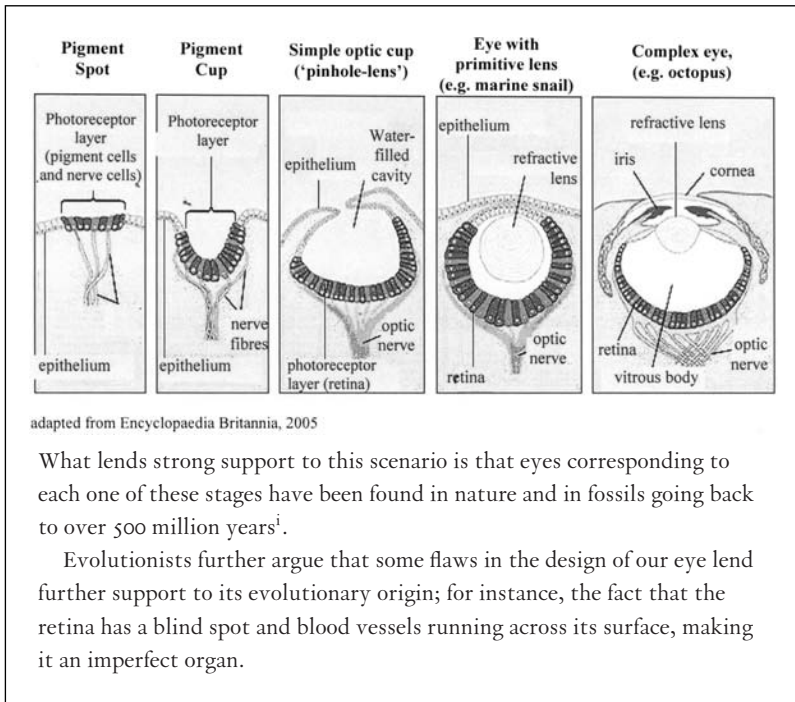 Pigment
Spot
Pigment
Cup
Simple optic cup
('pinhole-lens')
Eye with
primitive lens
(e.g. marine snail)
Complex eye,
(e.g. octopus)
Photoreceptor
layer
(pigment cells
and nerve cells)
epithelium
Photoreceptor
layer
nerve
fibres
epithelium
Water-
filled
cavity
epithelium
optic
nerve
photoreceptor
layer (retina)
epithelium
refractive
lens
optic
nerve
retina
refractive lens
iris
cornea
retina
optic
nerve
vitrous body
adapted from Encyclopaedia Britannia, 2005
What lends strong support to this scenario is that eyes corresponding to
each one of these stages have been found in nature and in fossils going back
to over 500 million yearsⁱ.
Evolutionists further argue that some flaws in the design of our eye lend
further support to its evolutionary origin; for instance, the fact that the
retina has a blind spot and blood vessels running across its surface, making
it an imperfect organ.